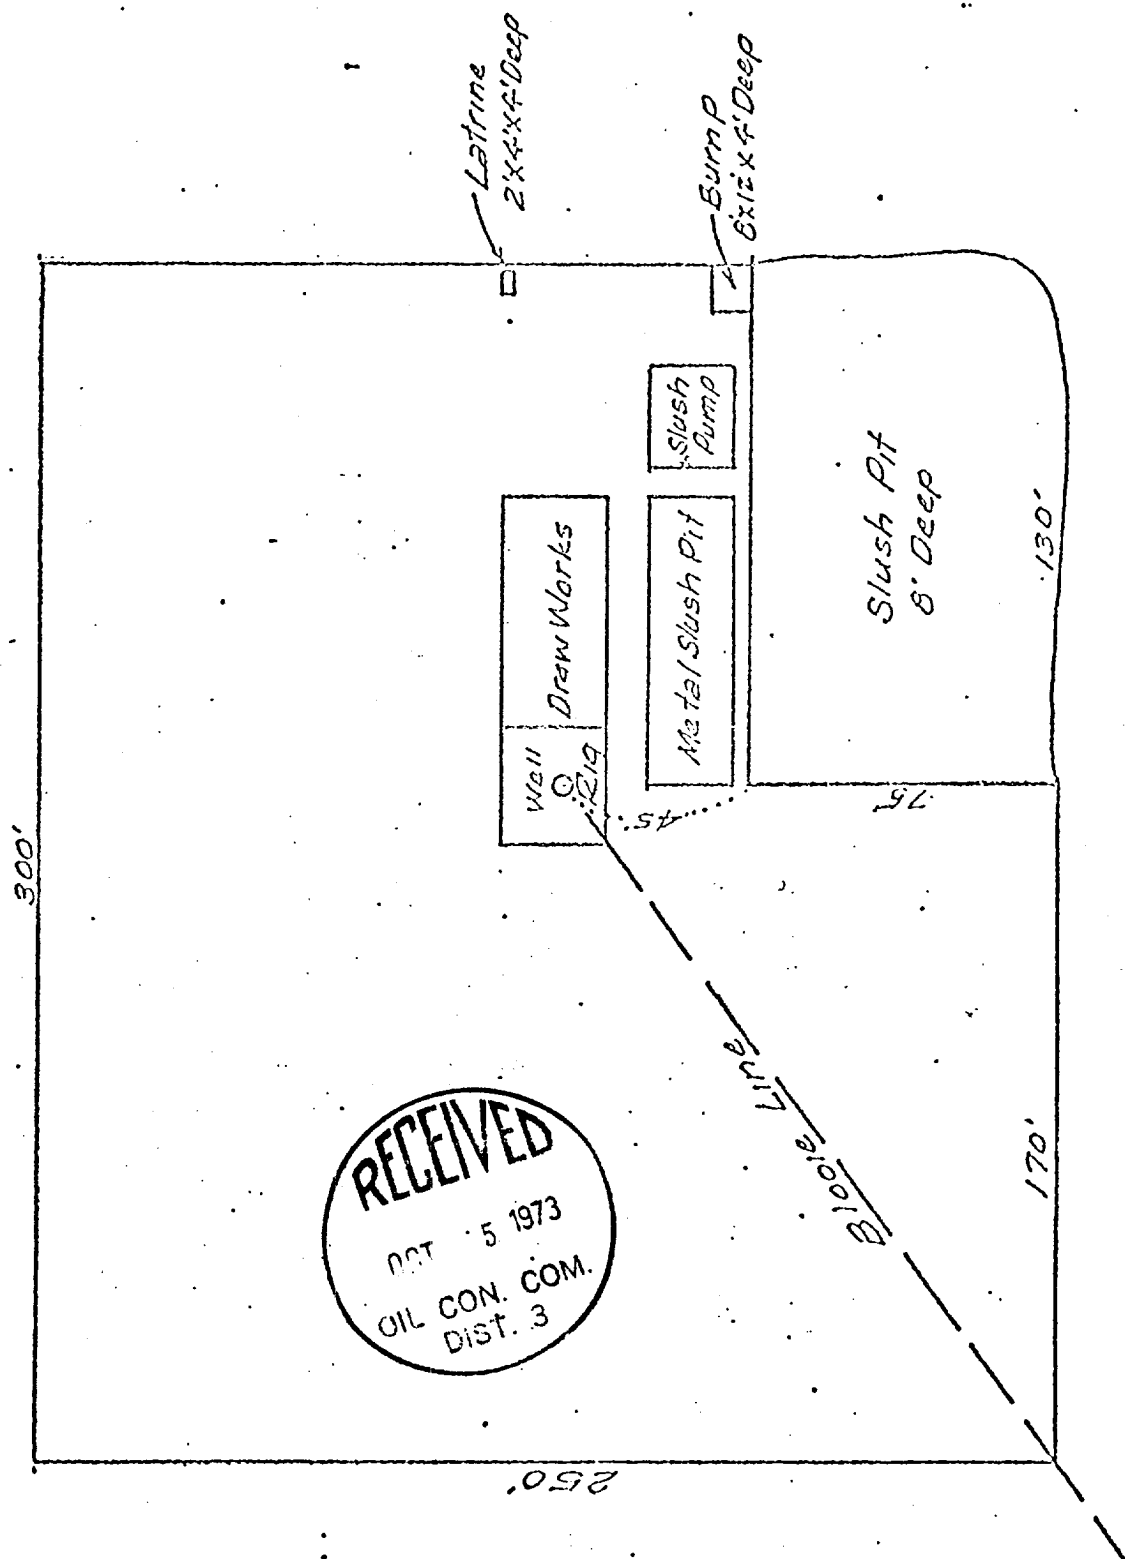 300'
Latrine
2'x4'x4'Deep
Burn P
8'x12'x4'Deep
Well
Rig
Draw Works
Metal Slush Pit
Slush
Pump
45'
75'
Slush Pit
8' Deep
130'
170'
250'
Blooie Line
RECEIVED
OCT 5 1973
OIL CON. COM.
DIST. 3